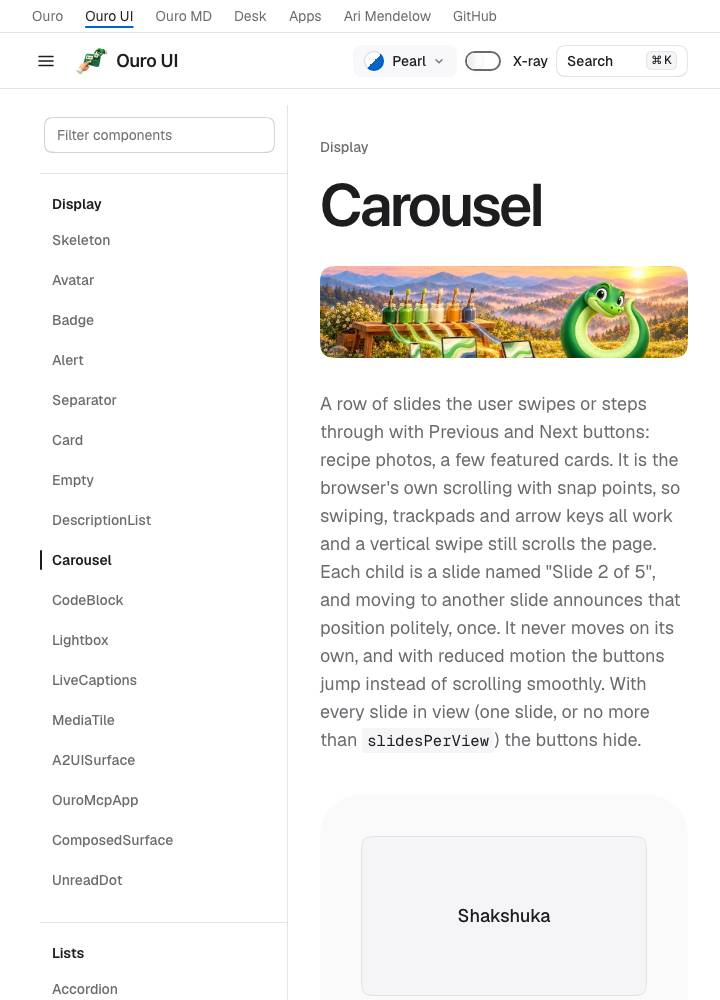 Ouro
Ouro UI
Ouro MD
Desk
Apps
Ari Mendelow
GitHub
Ouro UI
Pearl
X-ray
Search
⌘ K
Filter components
Display
Skeleton
Avatar
Badge
Alert
Separator
Card
Empty
DescriptionList
Carousel
CodeBlock
Lightbox
LiveCaptions
MediaTile
A2UISurface
OuroMcpApp
ComposedSurface
UnreadDot
Lists
Accordion
Display
Carousel
A row of slides the user swipes or steps
through with Previous and Next buttons:
recipe photos, a few featured cards. It is the
browser's own scrolling with snap points, so
swiping, trackpads and arrow keys all work
and a vertical swipe still scrolls the page.
Each child is a slide named "Slide 2 of 5",
and moving to another slide announces that
position politely, once. It never moves on its
own, and with reduced motion the buttons
jump instead of scrolling smoothly. With
every slide in view (one slide, or no more
than slidesPerView) the buttons hide.
Shakshuka